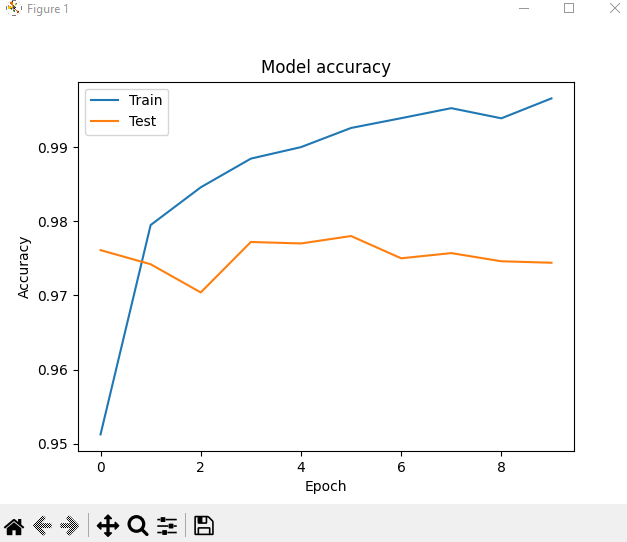 Figure 1
Model accuracy
Train
Test
0.99
0.98
0.97
0.96
0.95
Accuracy
0 2 4 6 8
Epoch